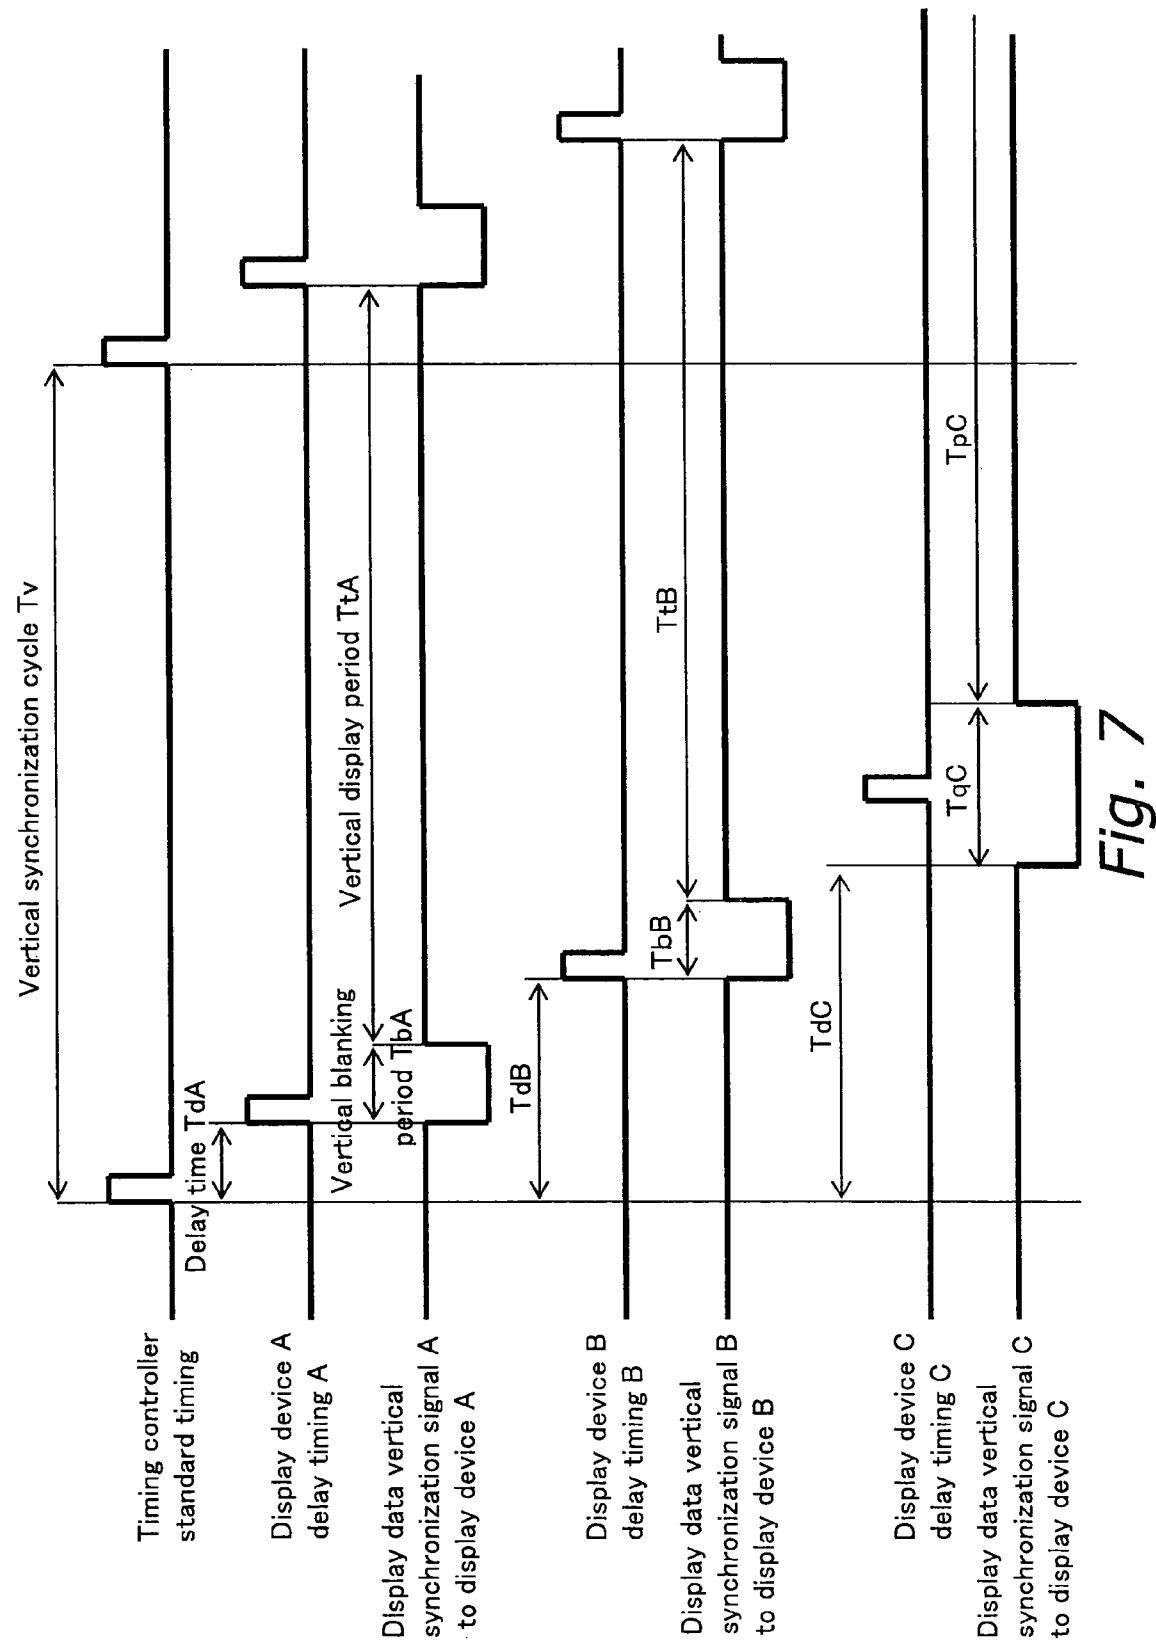 Vertical synchronization cycle Tv
Timing controller
standard timing
Delay time TdA
Display device A
delay timing A
Vertical blanking
period TbA
Vertical display period TtA
Display data vertical
synchronization signal A
to display device A
TdB
Display device B
delay timing B
TbB
TtB
Display data vertical
synchronization signal B
to display device B
TdC
Display device C
delay timing C
TqC
TpC
Display data vertical
synchronization signal C
to display device C
Fig. 7